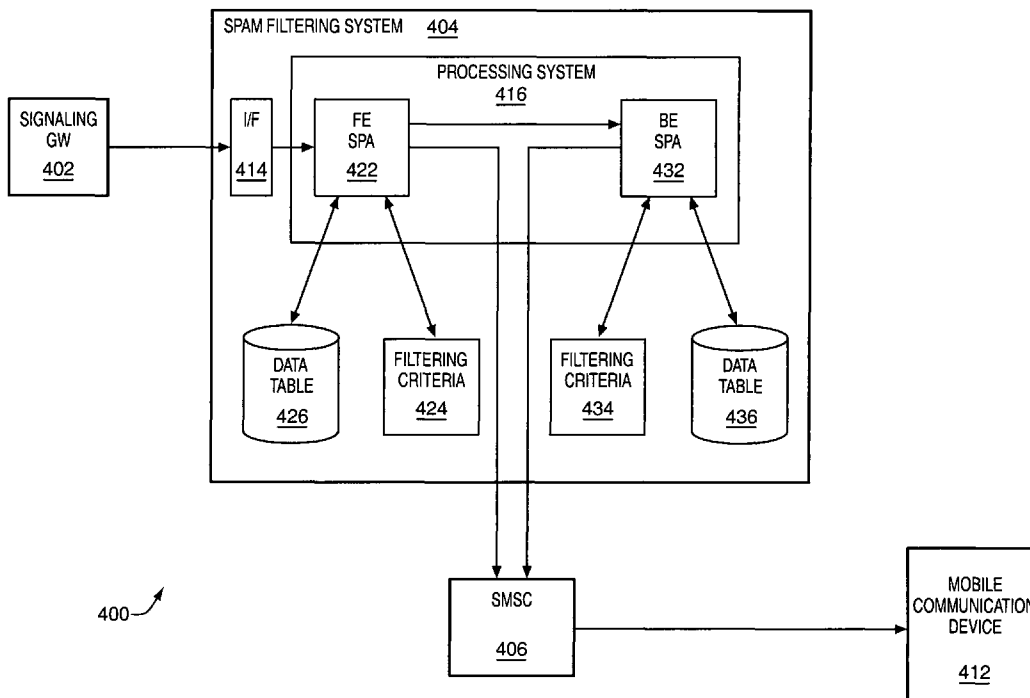 SPAM FILTERING SYSTEM 404
PROCESSING SYSTEM
416
SIGNALING
GW
402
I/F
414
FE
SPA
422
BE
SPA
432
DATA
TABLE
426
FILTERING
CRITERIA
424
FILTERING
CRITERIA
434
DATA
TABLE
436
400
SMSC
406
MOBILE
COMMUNICATION
DEVICE
412